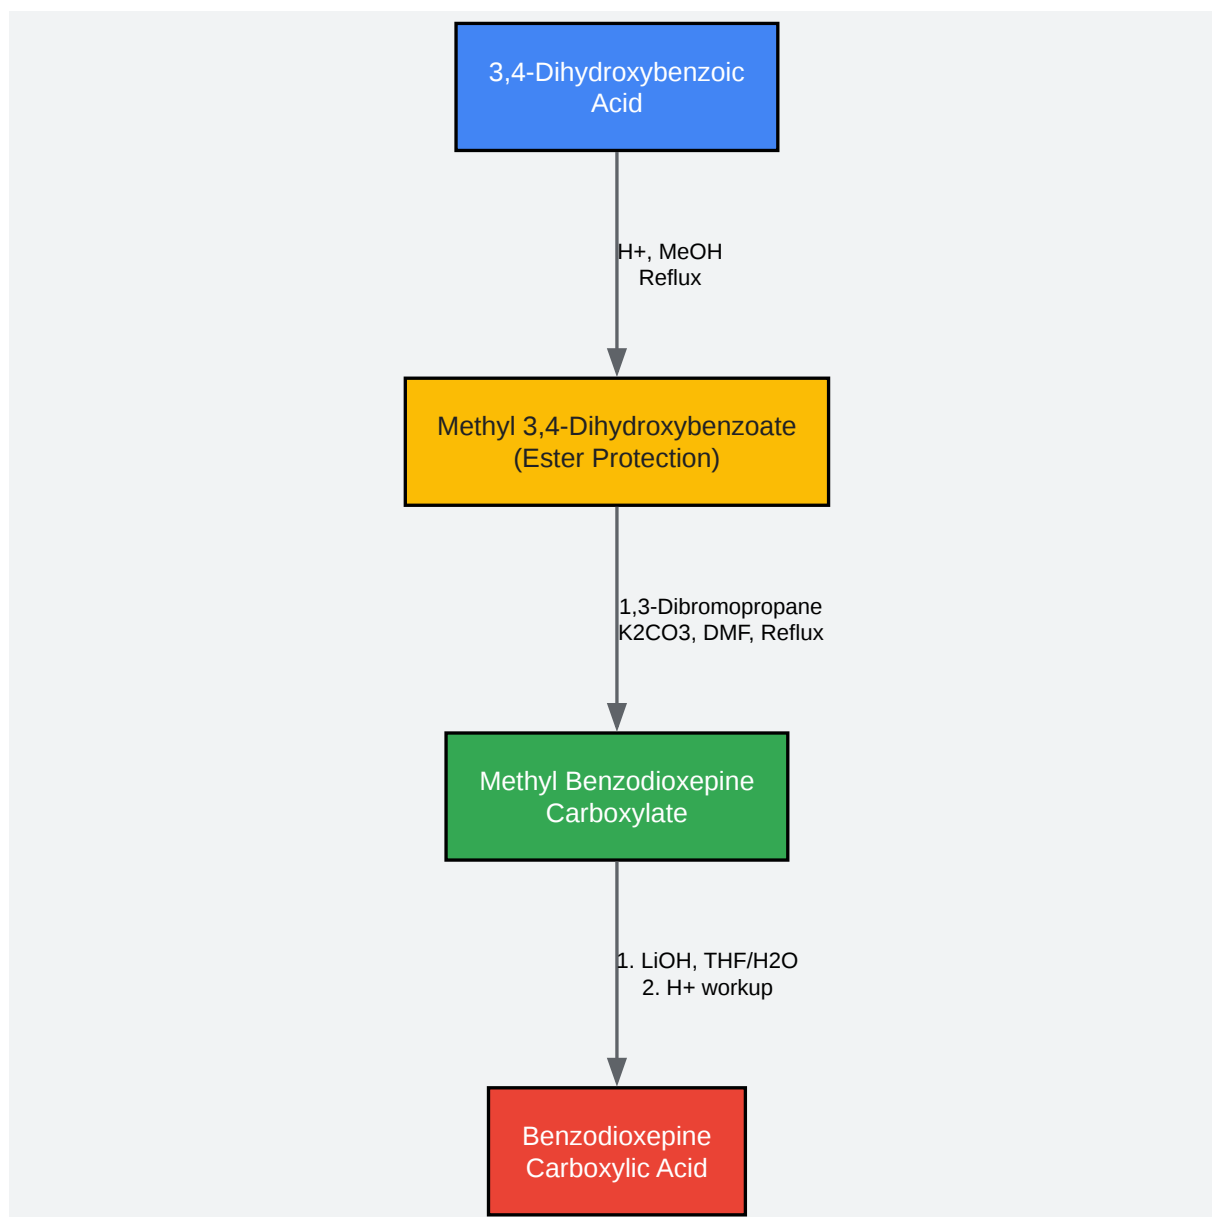 3,4-Dihydroxybenzoic
Acid
H+, MeOH
Reflux
Methyl 3,4-Dihydroxybenzoate
(Ester Protection)
1,3-Dibromopropane
K2CO3, DMF, Reflux
Methyl Benzodioxepine
Carboxylate
1. LiOH, THF/H2O
2. H+ workup
Benzodioxepine
Carboxylic Acid